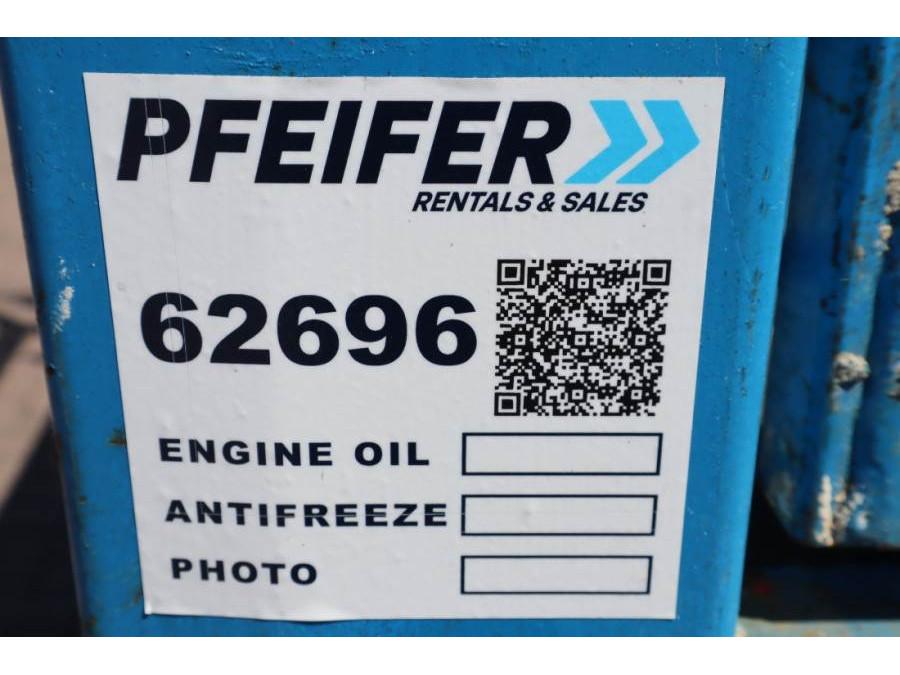 PFEIFER
RENTALS & SALES
62696
ENGINE OIL
ANTIFREEZE
PHOTO